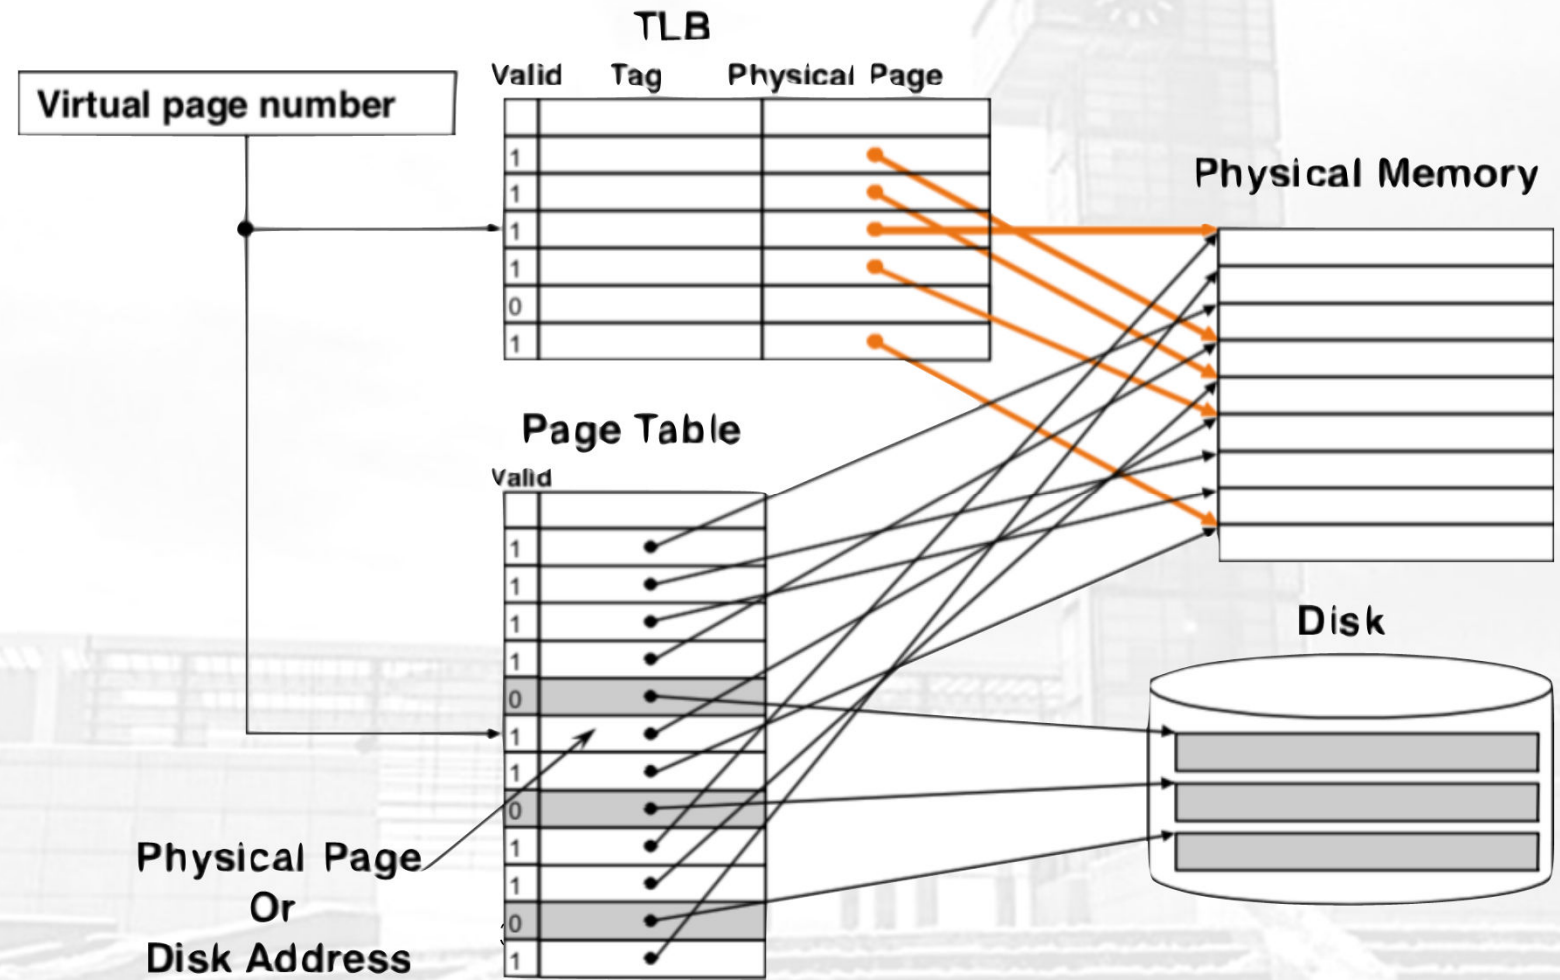 TLB
Valid Tag Physical Page
Virtual page number
1
1
1
1
0
1
Physical Memory
Page Table
Valid
1
1
1
1
0
1
1
0
1
1
0
1
Disk
Physical Page
Or
Disk Address